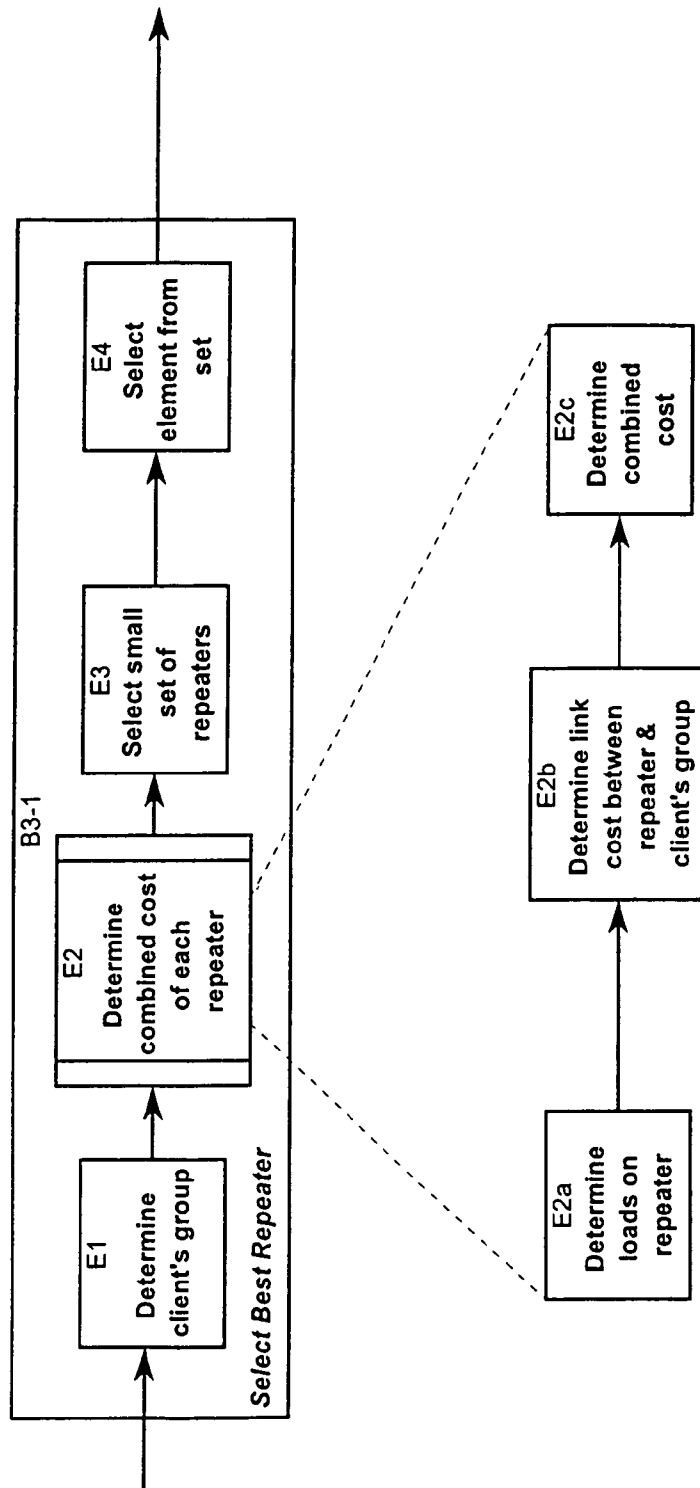 B3-1
E1
Determine
client's group
E2
Determine
combined cost
of each
repeater
E3
Select small
set of
repeaters
E4
Select
element from
set
Select Best Repeater
E2a
Determine
loads on
repeater
E2b
Determine link
cost between
repeater &
client's group
E2c
Determine
combined
cost